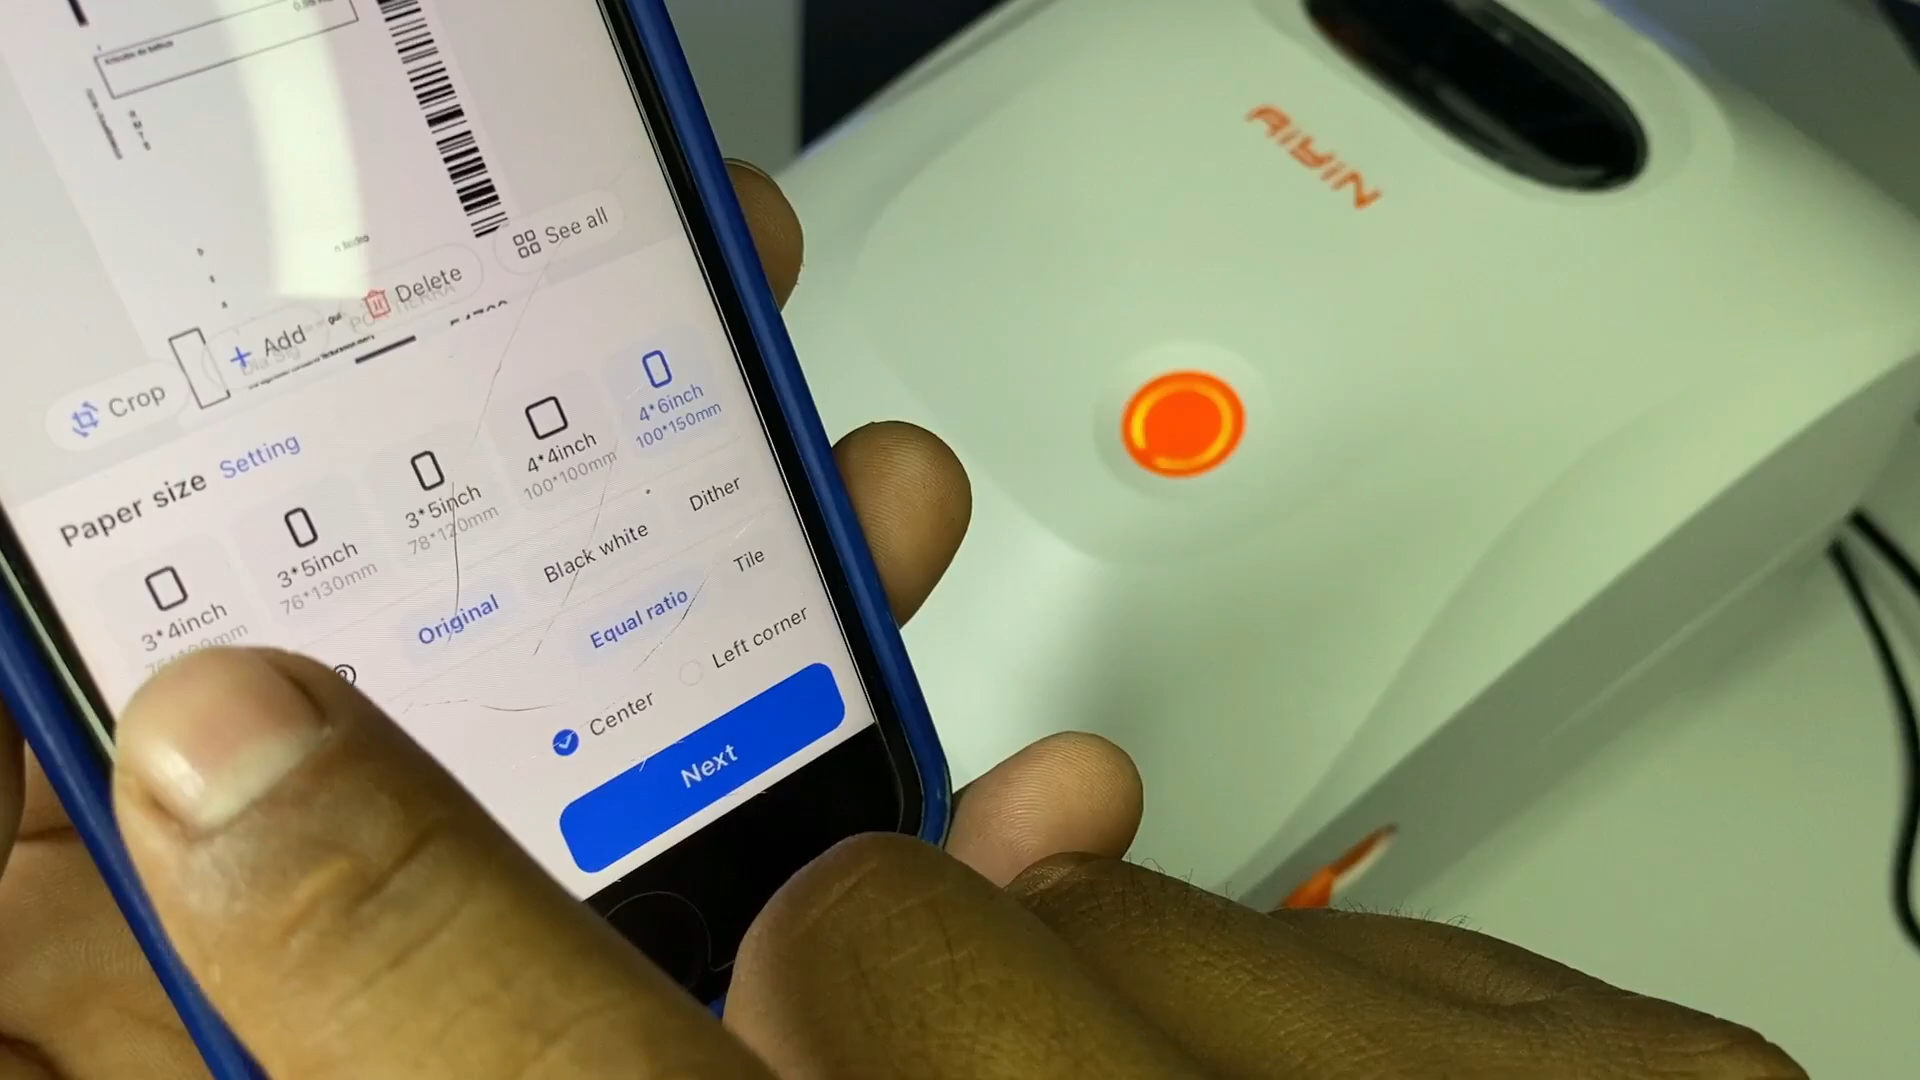 AIYIN
See all
Delete
Add
Crop
Paper size Setting
3*4inch
3*5inch
76*130mm
3*5inch
78*120mm
4*4inch
100*100mm
4*6inch
100*150mm
Original
Black white
Dither
Equal ratio
Tile
Center
Left corner
Next